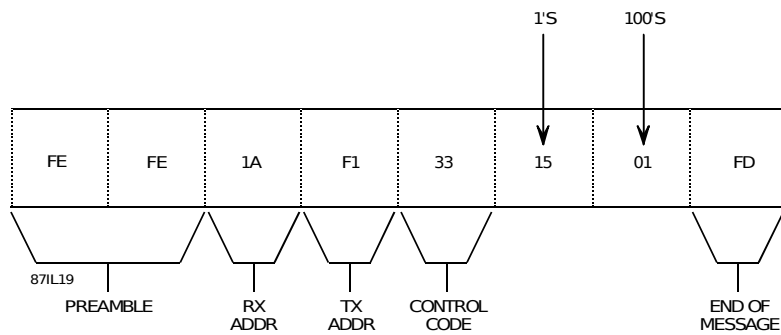 1'S 100'S
FE FE 1A F1 33 15 01 FD
87IL19
PREAMBLE RX ADDR TX ADDR CONTROL CODE END OF MESSAGE